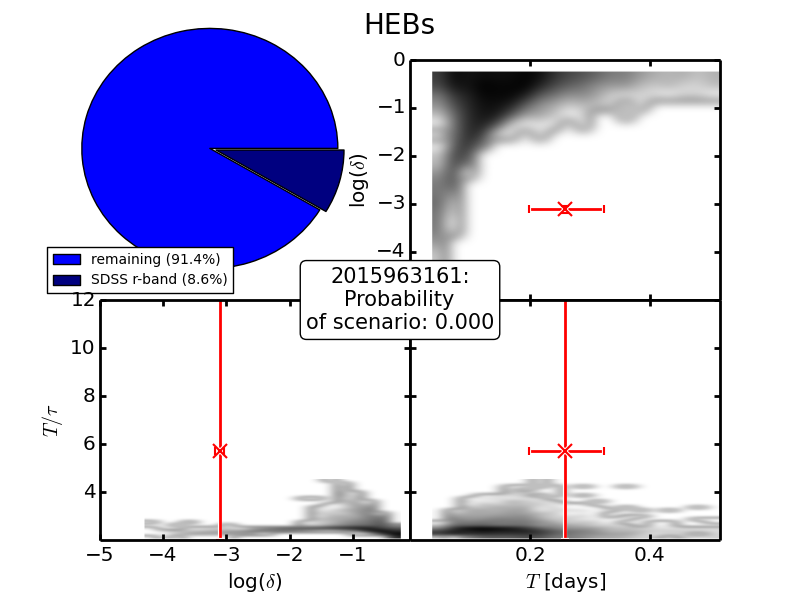 HEBs
remaining (91.4%)
SDSS r-band (8.6%)
0
−1
−2
−3
−4
log(δ)
2015963161:
Probability
of scenario: 0.000
12
10
8
6
4
T/τ
−5 −4 −3 −2 −1
log(δ)
0.2 0.4
T [days]